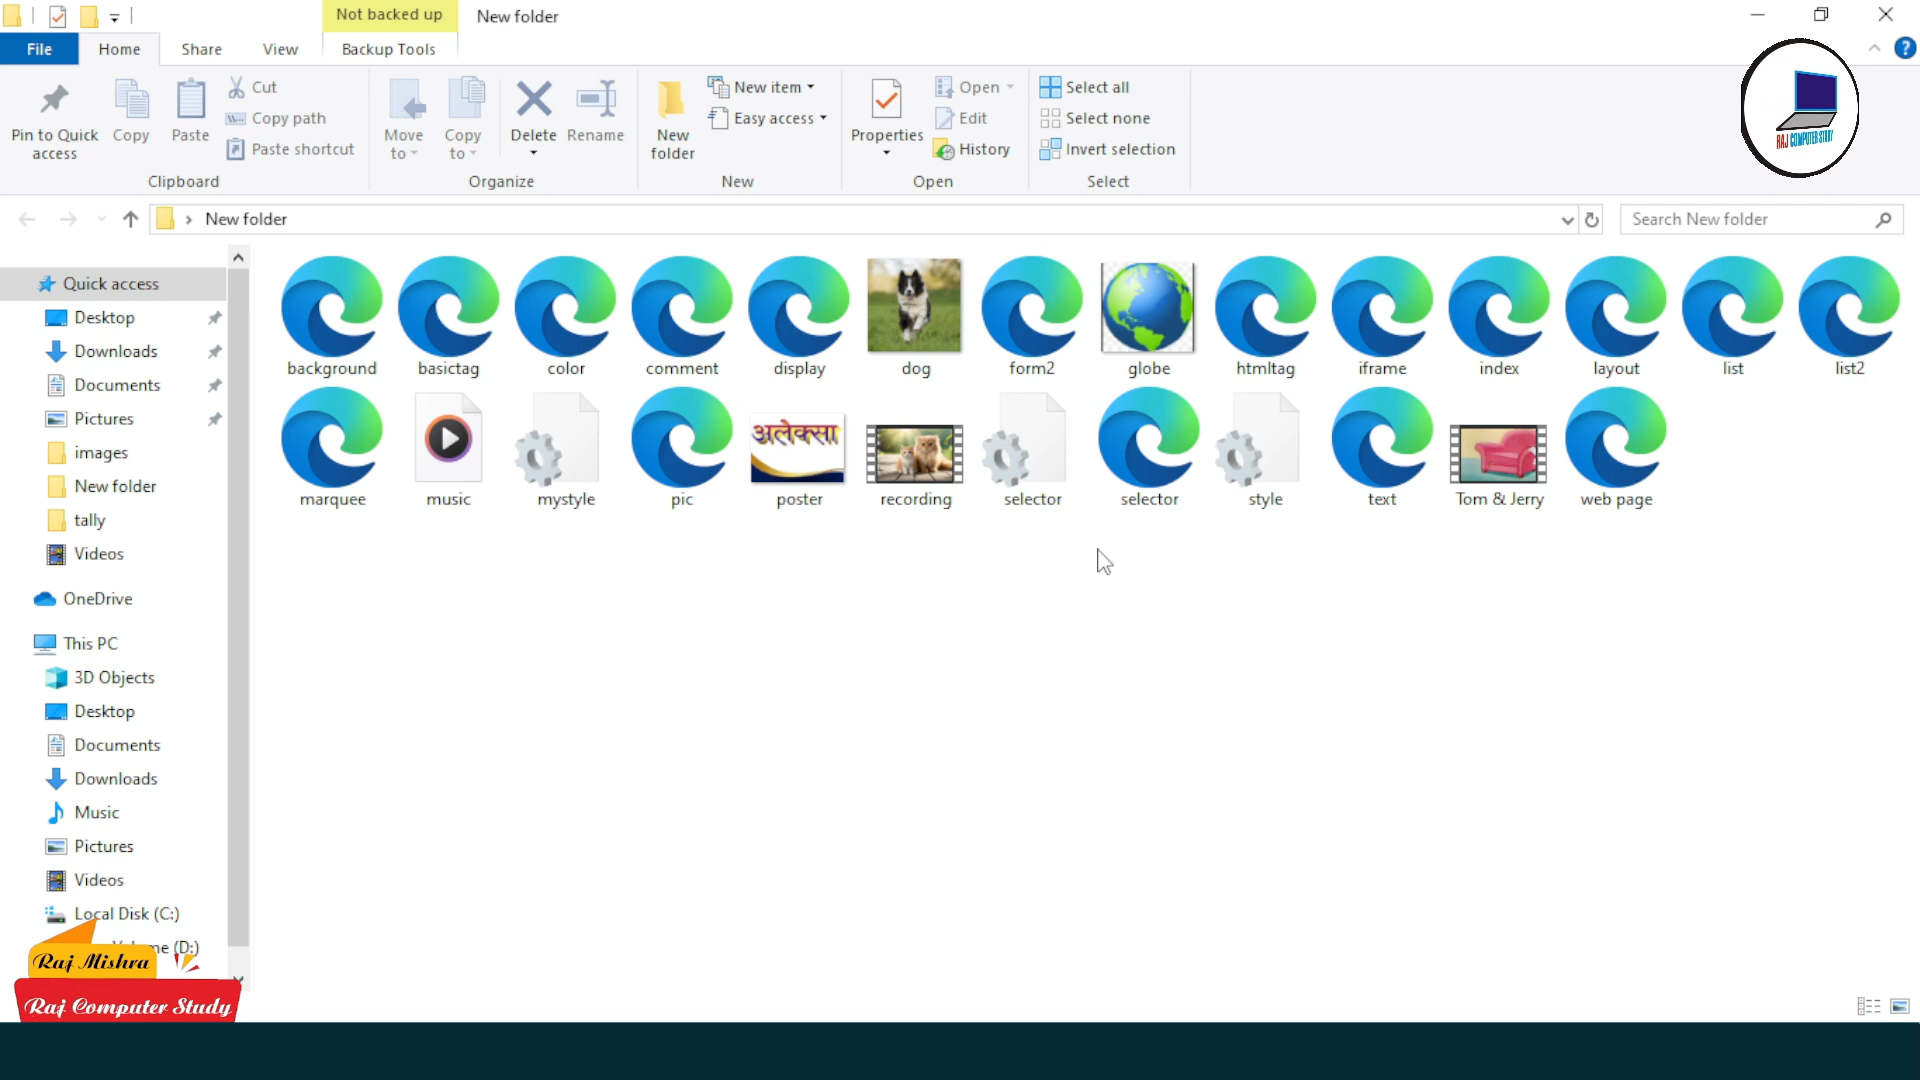 Not backed up
New folder
File
Home
Share
View
Backup Tools
Pin to Quick access
Copy
Paste
Cut
Copy path
Paste shortcut
Clipboard
Move to
Copy to
Delete
Rename
Organize
New folder
New item
Easy access
New
Properties
Open
Edit
History
Open
Select all
Select none
Invert selection
Select
RAJ COMPUTER STUDY
New folder
Search New folder
Quick access
Desktop
Downloads
Documents
Pictures
images
New folder
tally
Videos
OneDrive
This PC
3D Objects
Desktop
Documents
Downloads
Music
Pictures
Videos
Local Disk (C:)
(D:)
background
basictag
color
comment
display
dog
form2
globe
htmltag
iframe
index
layout
list
list2
अलेक्सा
marquee
music
mystyle
pic
poster
recording
selector
selector
style
text
Tom & Jerry
web page
Raj Mishra
Raj Computer Study